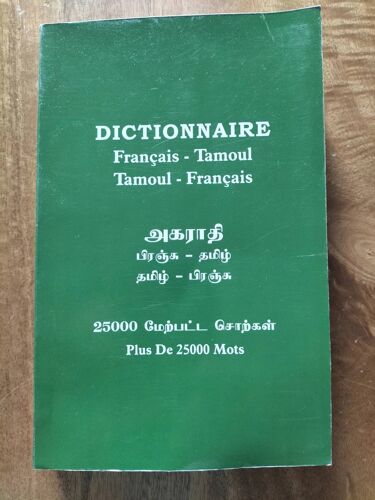 DICTIONNAIRE
Français - Tamoul
Tamoul - Français
அகராதி
பிரஞ்சு – தமிழ்
தமிழ் – பிரஞ்சு
25000 மேற்பட்ட சொற்கள்
Plus De 25000 Mots